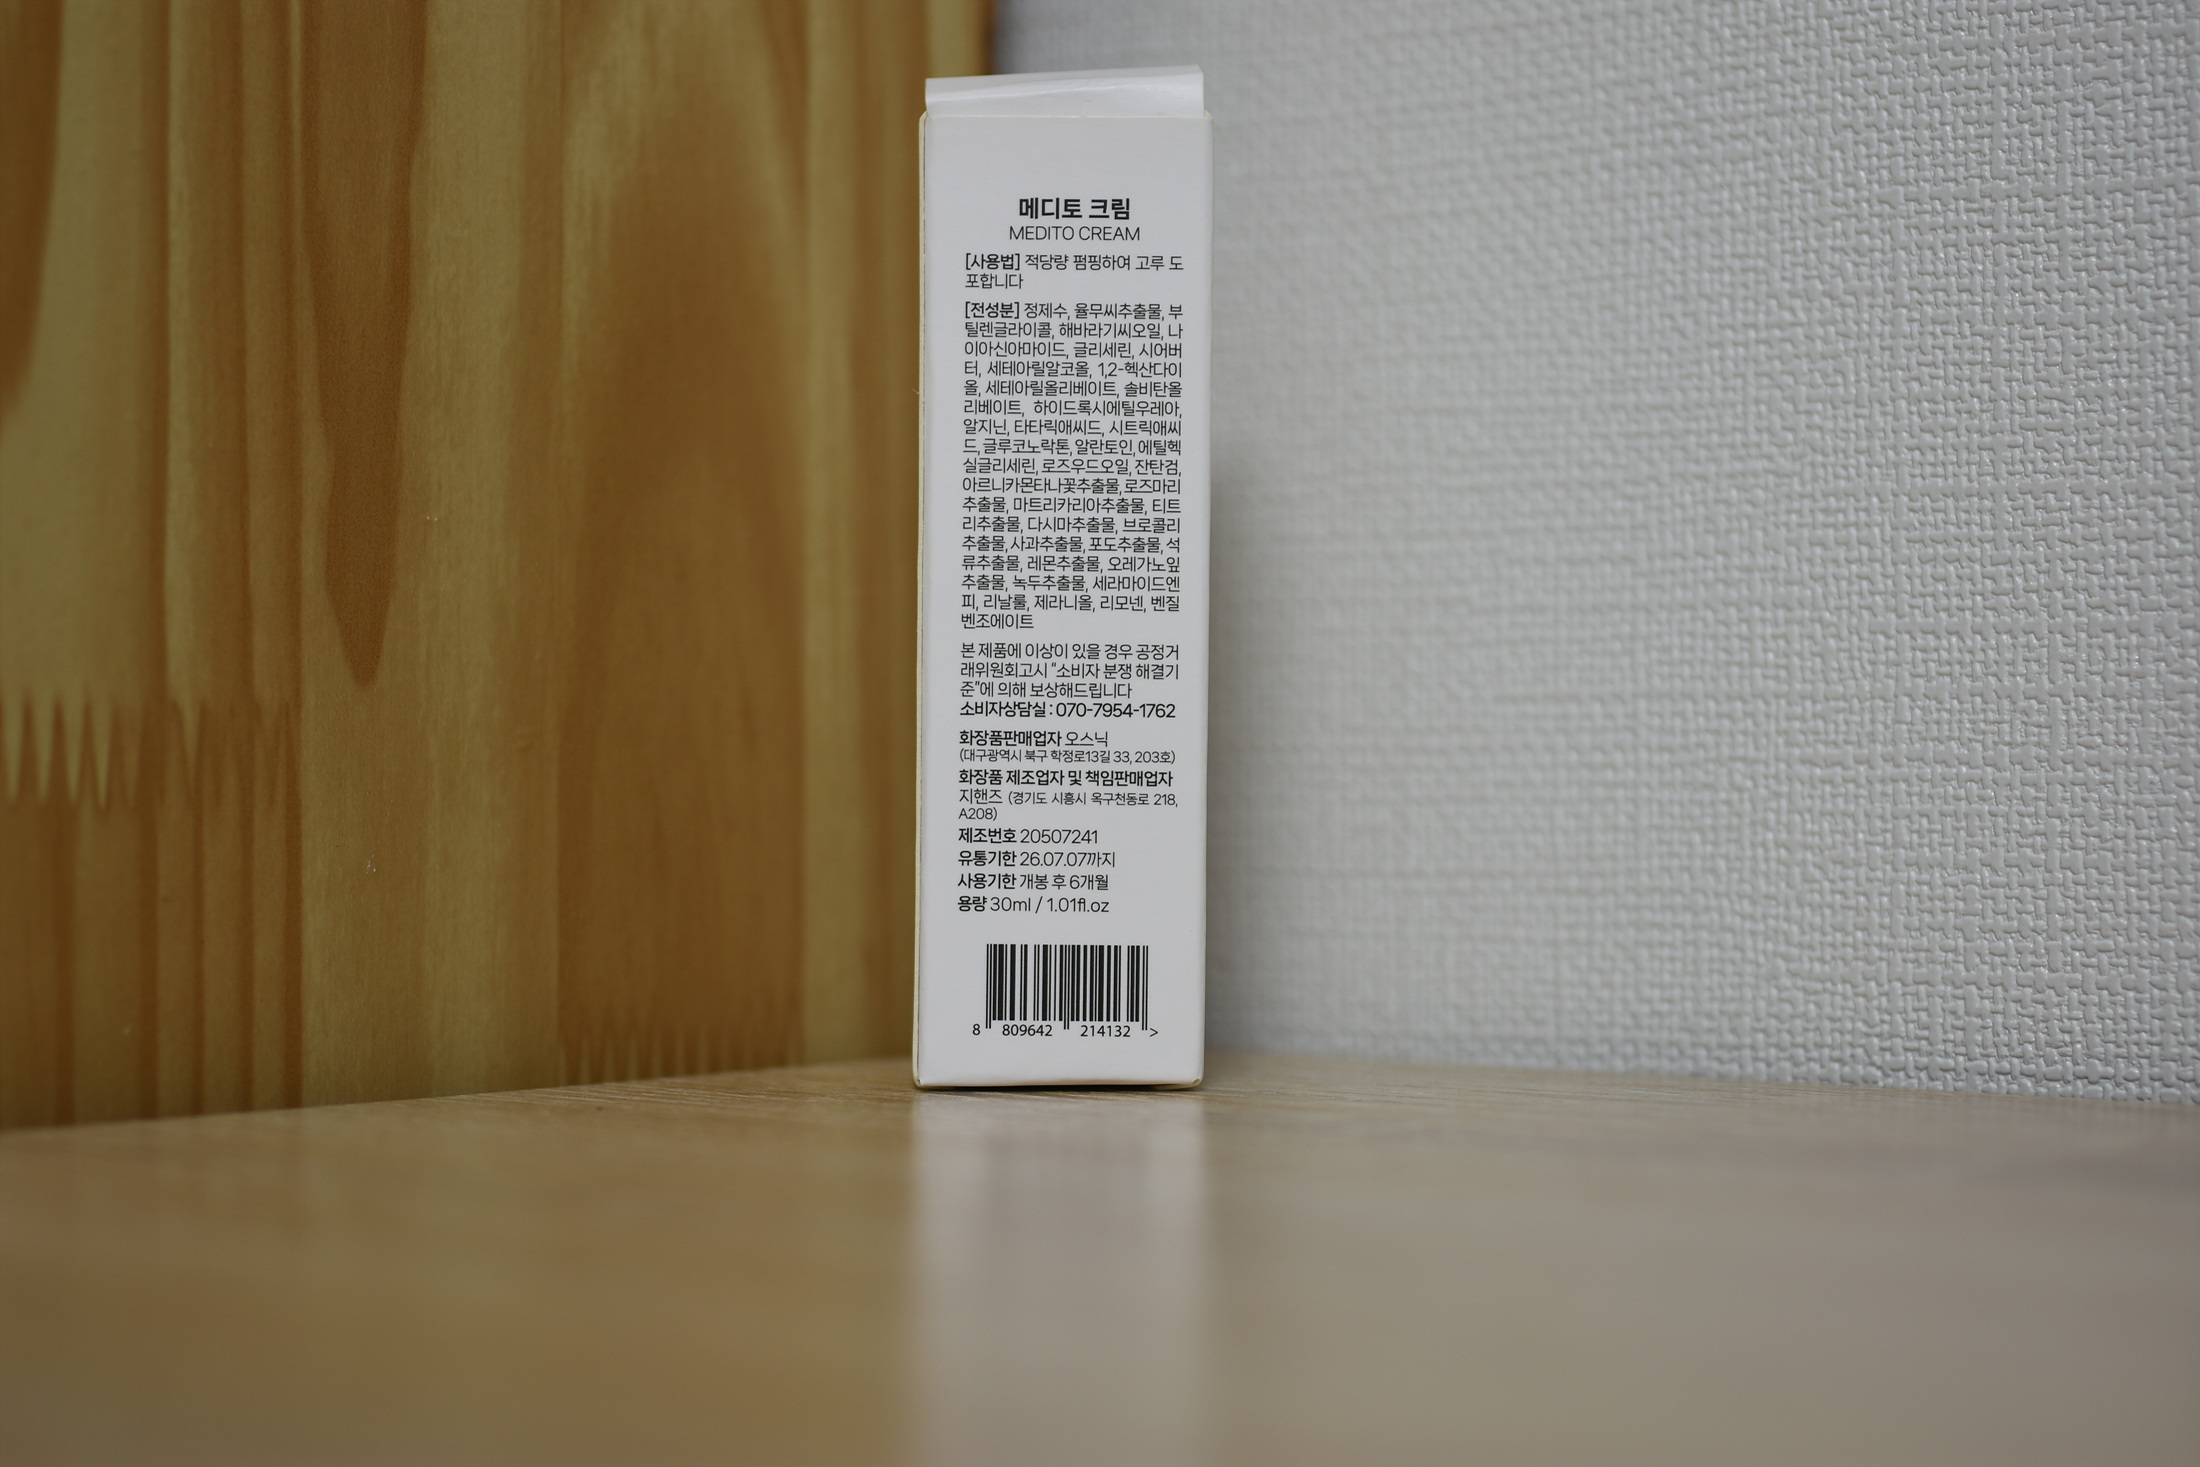 메디토 크림
MEDITO CREAM
[사용법] 적당량 펌핑하여 고루 도
포합니다
[전성분] 정제수, 율무씨추출물, 부
틸렌글라이콜, 해바라기씨오일, 나
이아신아마이드, 글리세린, 시어버
터, 세테아릴알코올, 1,2-헥산다이
올, 세테아릴올리베이트, 솔비탄올
리베이트, 하이드록시에틸우레아,
알지닌, 타타릭애씨드, 시트릭애씨
드, 글루코노락톤, 알란토인, 에틸헥
실글리세린, 로즈우드오일, 잔탄검,
아르니카몬타나꽃추출물, 로즈마리
추출물, 마트리카리아추출물, 티트
리추출물, 다시마추출물, 브로콜리
추출물, 사과추출물, 포도추출물, 석
류추출물, 레몬추출물, 오레가노잎
추출물, 녹두추출물, 세라마이드엔
피, 리날룰, 제라니올, 리모넨, 벤질
벤조에이트
본 제품에 이상이 있을 경우 공정거
래위원회고시 “소비자 분쟁 해결기
준”에 의해 보상해드립니다
소비자상담실 : 070-7954-1762
화장품판매업자 오스닉
(대구광역시 북구 학정로13길 33, 203호)
화장품 제조업자 및 책임판매업자
지핸즈 (경기도 시흥시 옥구천동로 218,
A208)
제조번호 20507241
유통기한 26.07.07까지
사용기한 개봉 후 6개월
용량 30ml / 1.01fl.oz
8 809642 214132 >